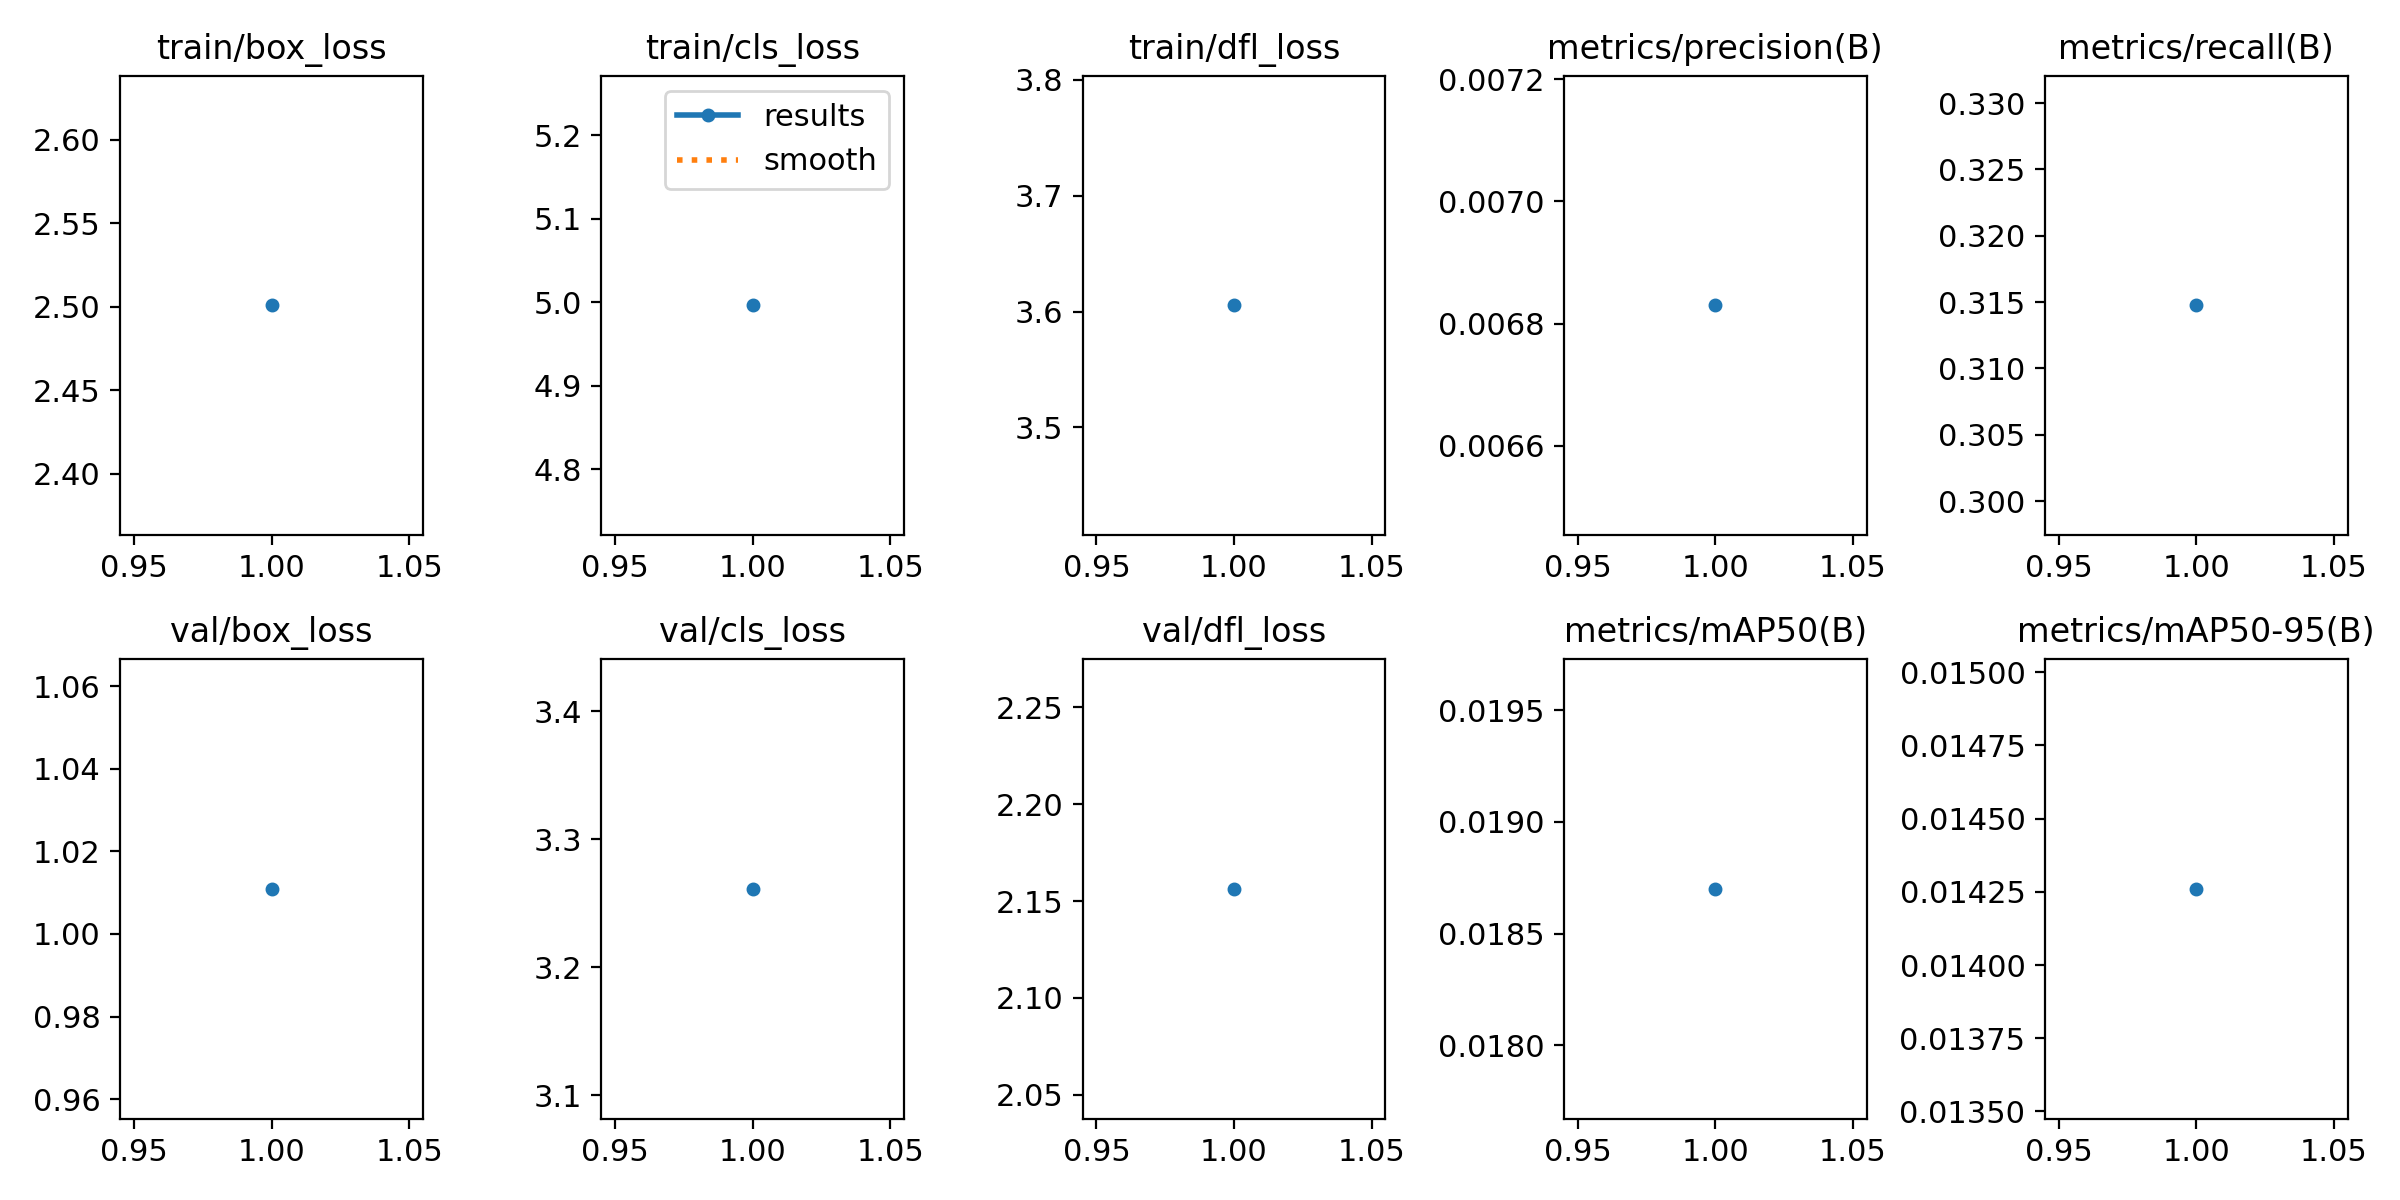 train/box_loss
2.60
2.55
2.50
2.45
2.40
0.95 1.00 1.05
train/cls_loss
results
smooth
5.2
5.1
5.0
4.9
4.8
0.95 1.00 1.05
train/dfl_loss
3.8
3.7
3.6
3.5
0.95 1.00 1.05
metrics/precision(B)
0.0072
0.0070
0.0068
0.0066
0.95 1.00 1.05
metrics/recall(B)
0.330
0.325
0.320
0.315
0.310
0.305
0.300
0.95 1.00 1.05
val/box_loss
1.06
1.04
1.02
1.00
0.98
0.96
0.95 1.00 1.05
val/cls_loss
3.4
3.3
3.2
3.1
0.95 1.00 1.05
val/dfl_loss
2.25
2.20
2.15
2.10
2.05
0.95 1.00 1.05
metrics/mAP50(B)
0.0195
0.0190
0.0185
0.0180
0.95 1.00 1.05
metrics/mAP50-95(B)
0.01500
0.01475
0.01450
0.01425
0.01400
0.01375
0.01350
0.95 1.00 1.05